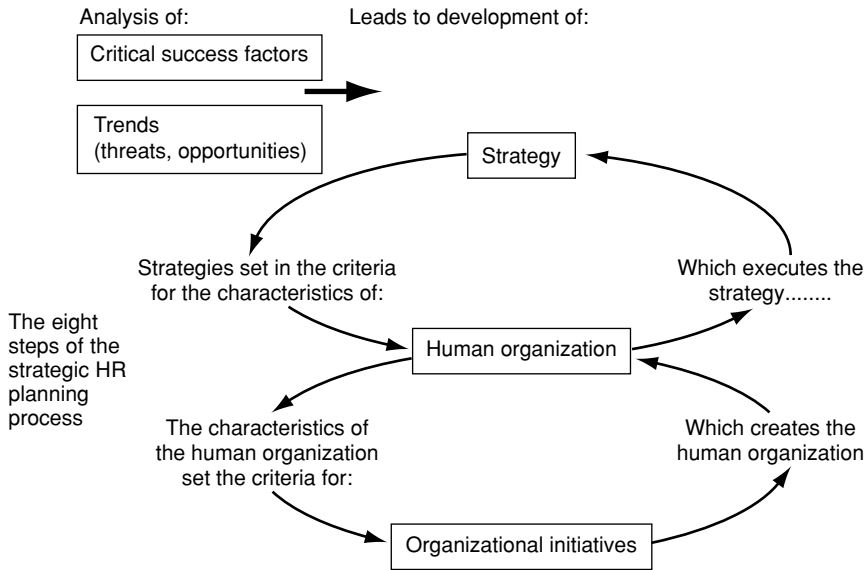 Analysis of:
Leads to development of:
Critical success factors
Trends
(threats, opportunities)
Strategy
Strategies set in the criteria
for the characteristics of:
Which executes the
strategy........
The eight
steps of the
strategic HR
planning
process
Human organization
The characteristics of
the human organization
set the criteria for:
Which creates the
human organization
Organizational initiatives